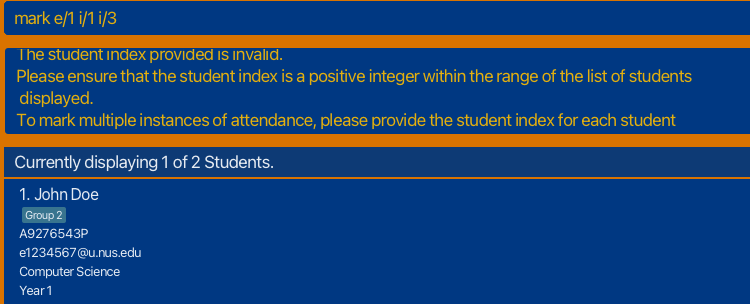 mark e/1 i/1 i/3
The student index provided is invalid.
Please ensure that the student index is a positive integer within the range of the list of students
displayed.
To mark multiple instances of attendance, please provide the student index for each student
Currently displaying 1 of 2 Students.
1. John Doe
Group 2
A9276543P
e1234567@u.nus.edu
Computer Science
Year 1